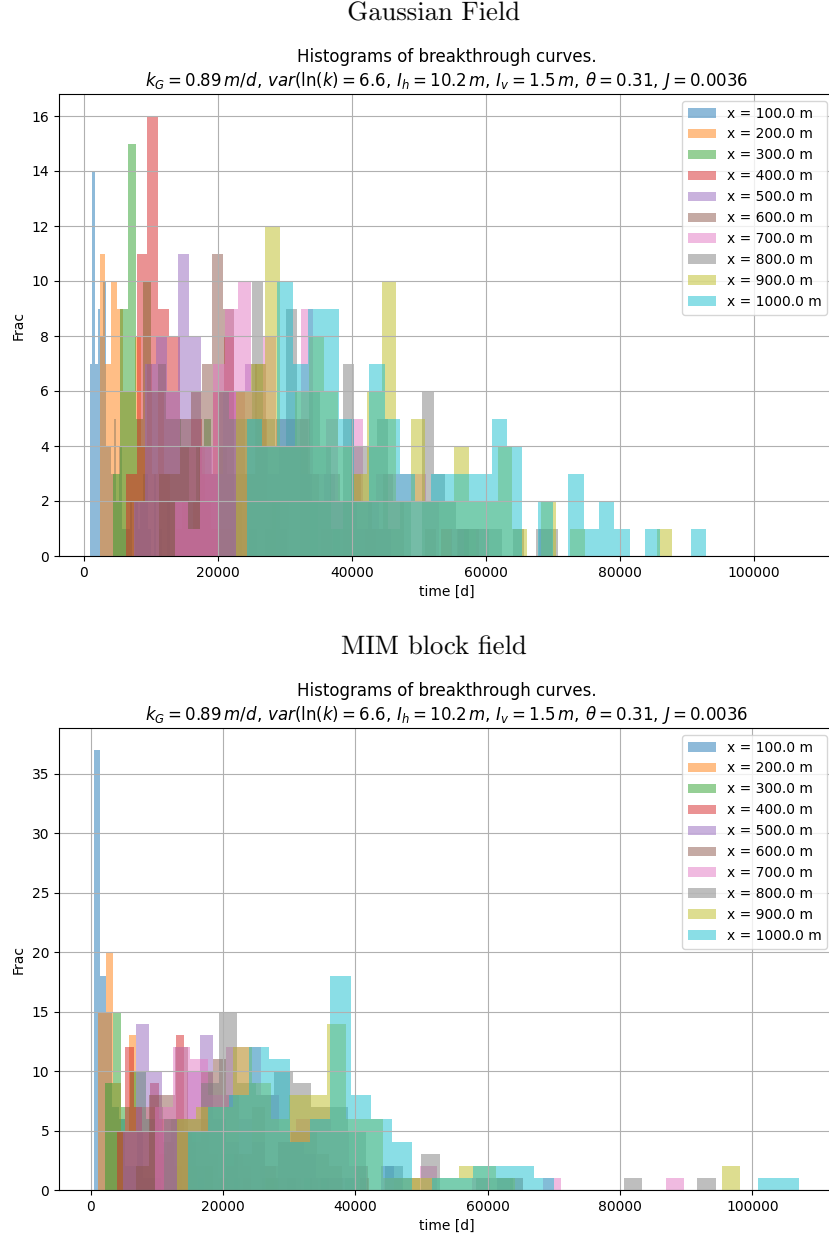 Gaussian Field
Histograms of breakthrough curves.
k_G = 0.89 m/d, var(ln(k) = 6.6, I_h = 10.2 m, I_v = 1.5 m, θ = 0.31, J = 0.0036
16
14
12
10
8
6
4
2
0
Frac
x = 100.0 m
x = 200.0 m
x = 300.0 m
x = 400.0 m
x = 500.0 m
x = 600.0 m
x = 700.0 m
x = 800.0 m
x = 900.0 m
x = 1000.0 m
0 20000 40000 60000 80000 100000
time [d]
MIM block field
Histograms of breakthrough curves.
k_G = 0.89 m/d, var(ln(k) = 6.6, I_h = 10.2 m, I_v = 1.5 m, θ = 0.31, J = 0.0036
35
30
25
20
15
10
5
0
Frac
x = 100.0 m
x = 200.0 m
x = 300.0 m
x = 400.0 m
x = 500.0 m
x = 600.0 m
x = 700.0 m
x = 800.0 m
x = 900.0 m
x = 1000.0 m
0 20000 40000 60000 80000 100000
time [d]